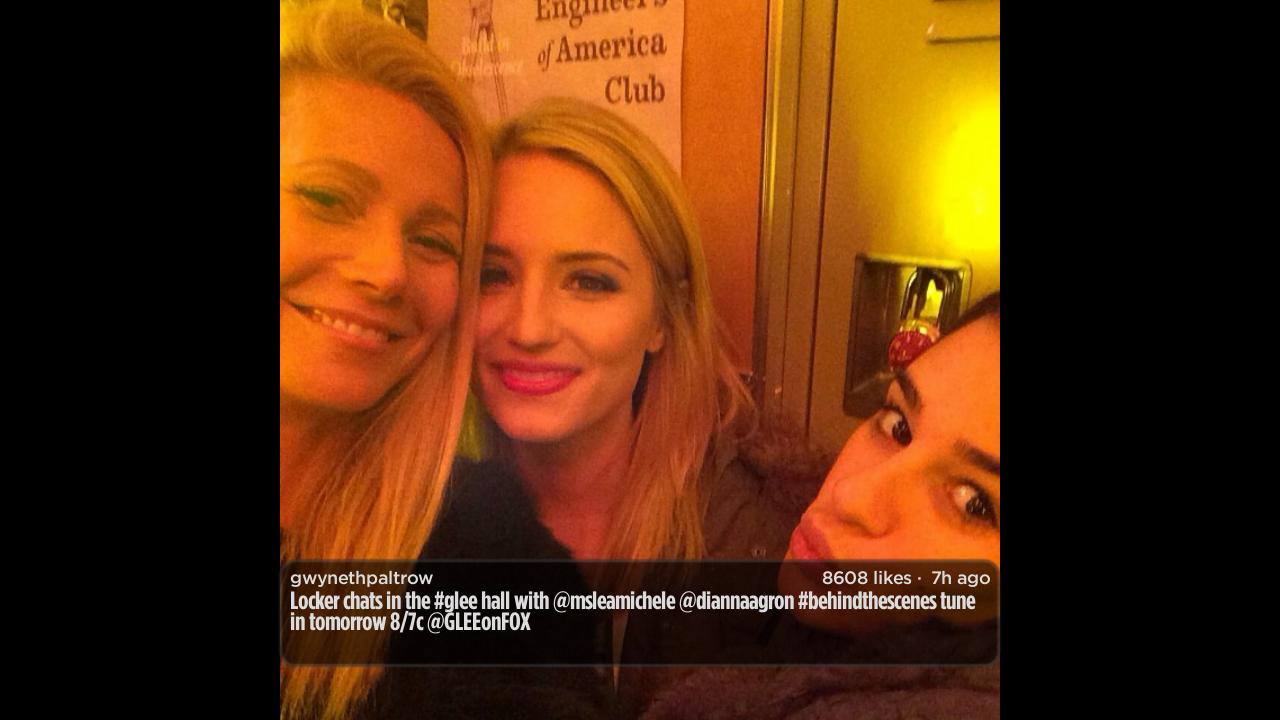 Engineer's
of America
Club
gwynethpaltrow
8608 likes · 7h ago
Locker chats in the #glee hall with @msleamichele @diannaagron #behindthescenes tune
in tomorrow 8/7c @GLEEonFOX